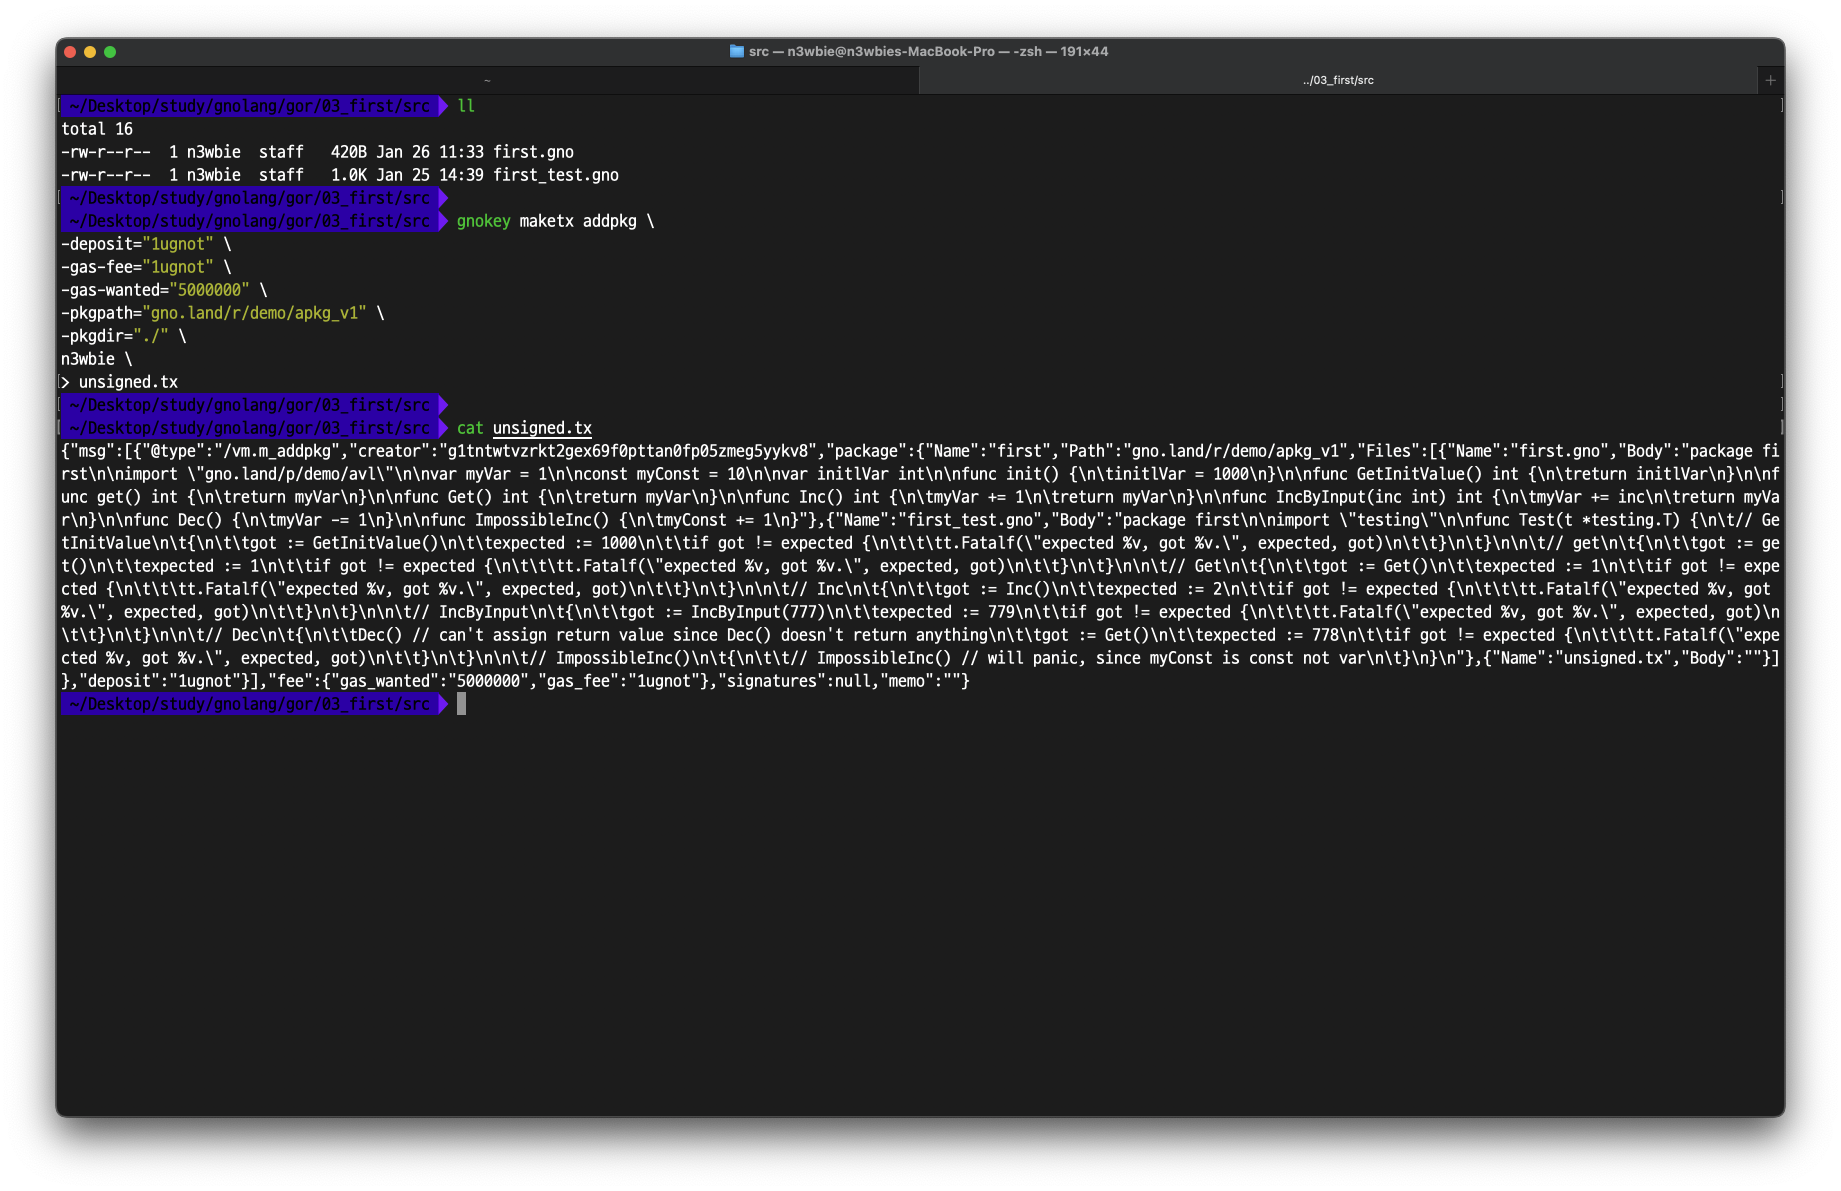 src — n3wbie@n3wbies-MacBook-Pro — -zsh — 191×44
~
../03_first/src
+
~/Desktop/study/gnolang/gor/03_first/src ll
total 16
-rw-r--r--  1 n3wbie  staff   420B Jan 26 11:33 first.gno
-rw-r--r--  1 n3wbie  staff   1.0K Jan 25 14:39 first_test.gno
~/Desktop/study/gnolang/gor/03_first/src
~/Desktop/study/gnolang/gor/03_first/src gnokey maketx addpkg \
-deposit="1ugnot" \
-gas-fee="1ugnot" \
-gas-wanted="5000000" \
-pkgpath="gno.land/r/demo/apkg_v1" \
-pkgdir="./" \
n3wbie \
> unsigned.tx
~/Desktop/study/gnolang/gor/03_first/src
~/Desktop/study/gnolang/gor/03_first/src cat unsigned.tx
{"msg":[{"@type":"/vm.m_addpkg","creator":"g1tntwtvzrkt2gex69f0pttan0fp05zmeg5yykv8","package":{"Name":"first","Path":"gno.land/r/demo/apkg_v1","Files":[{"Name":"first.gno","Body":"package fi
rst\n\nimport \"gno.land/p/demo/avl\"\n\nvar myVar = 1\n\nconst myConst = 10\n\nvar initlVar int\n\nfunc init() {\n\tinitlVar = 1000\n}\n\nfunc GetInitValue() int {\n\treturn initlVar\n}\n\nf
unc get() int {\n\treturn myVar\n}\n\nfunc Get() int {\n\treturn myVar\n}\n\nfunc Inc() int {\n\tmyVar += 1\n\treturn myVar\n}\n\nfunc IncByInput(inc int) int {\n\tmyVar += inc\n\treturn myVa
r\n}\n\nfunc Dec() {\n\tmyVar -= 1\n}\n\nfunc ImpossibleInc() {\n\tmyConst += 1\n}"},{"Name":"first_test.gno","Body":"package first\n\nimport \"testing\"\n\nfunc Test(t *testing.T) {\n\t// Ge
tInitValue\n\t{\n\t\tgot := GetInitValue()\n\t\texpected := 1000\n\t\tif got != expected {\n\t\t\tt.Fatalf(\"expected %v, got %v.\", expected, got)\n\t\t}\n\t}\n\n\t// get\n\t{\n\t\tgot := ge
t()\n\t\texpected := 1\n\t\tif got != expected {\n\t\t\tt.Fatalf(\"expected %v, got %v.\", expected, got)\n\t\t}\n\t}\n\n\t// Get\n\t{\n\t\tgot := Get()\n\t\texpected := 1\n\t\tif got != expe
cted {\n\t\t\tt.Fatalf(\"expected %v, got %v.\", expected, got)\n\t\t}\n\t}\n\n\t// Inc\n\t{\n\t\tgot := Inc()\n\t\texpected := 2\n\t\tif got != expected {\n\t\t\tt.Fatalf(\"expected %v, got 
%v.\", expected, got)\n\t\t}\n\t}\n\n\t// IncByInput\n\t{\n\t\tgot := IncByInput(777)\n\t\texpected := 779\n\t\tif got != expected {\n\t\t\tt.Fatalf(\"expected %v, got %v.\", expected, got)\n
\t\t}\n\t}\n\n\t// Dec\n\t{\n\t\tDec() // can't assign return value since Dec() doesn't return anything\n\t\tgot := Get()\n\t\texpected := 778\n\t\tif got != expected {\n\t\t\tt.Fatalf(\"expe
cted %v, got %v.\", expected, got)\n\t\t}\n\t}\n\n\t// ImpossibleInc()\n\t{\n\t\t// ImpossibleInc() // will panic, since myConst is const not var\n\t}\n}\n"},{"Name":"unsigned.tx","Body":""}]
},"deposit":"1ugnot"}],"fee":{"gas_wanted":"5000000","gas_fee":"1ugnot"},"signatures":null,"memo":""}
~/Desktop/study/gnolang/gor/03_first/src